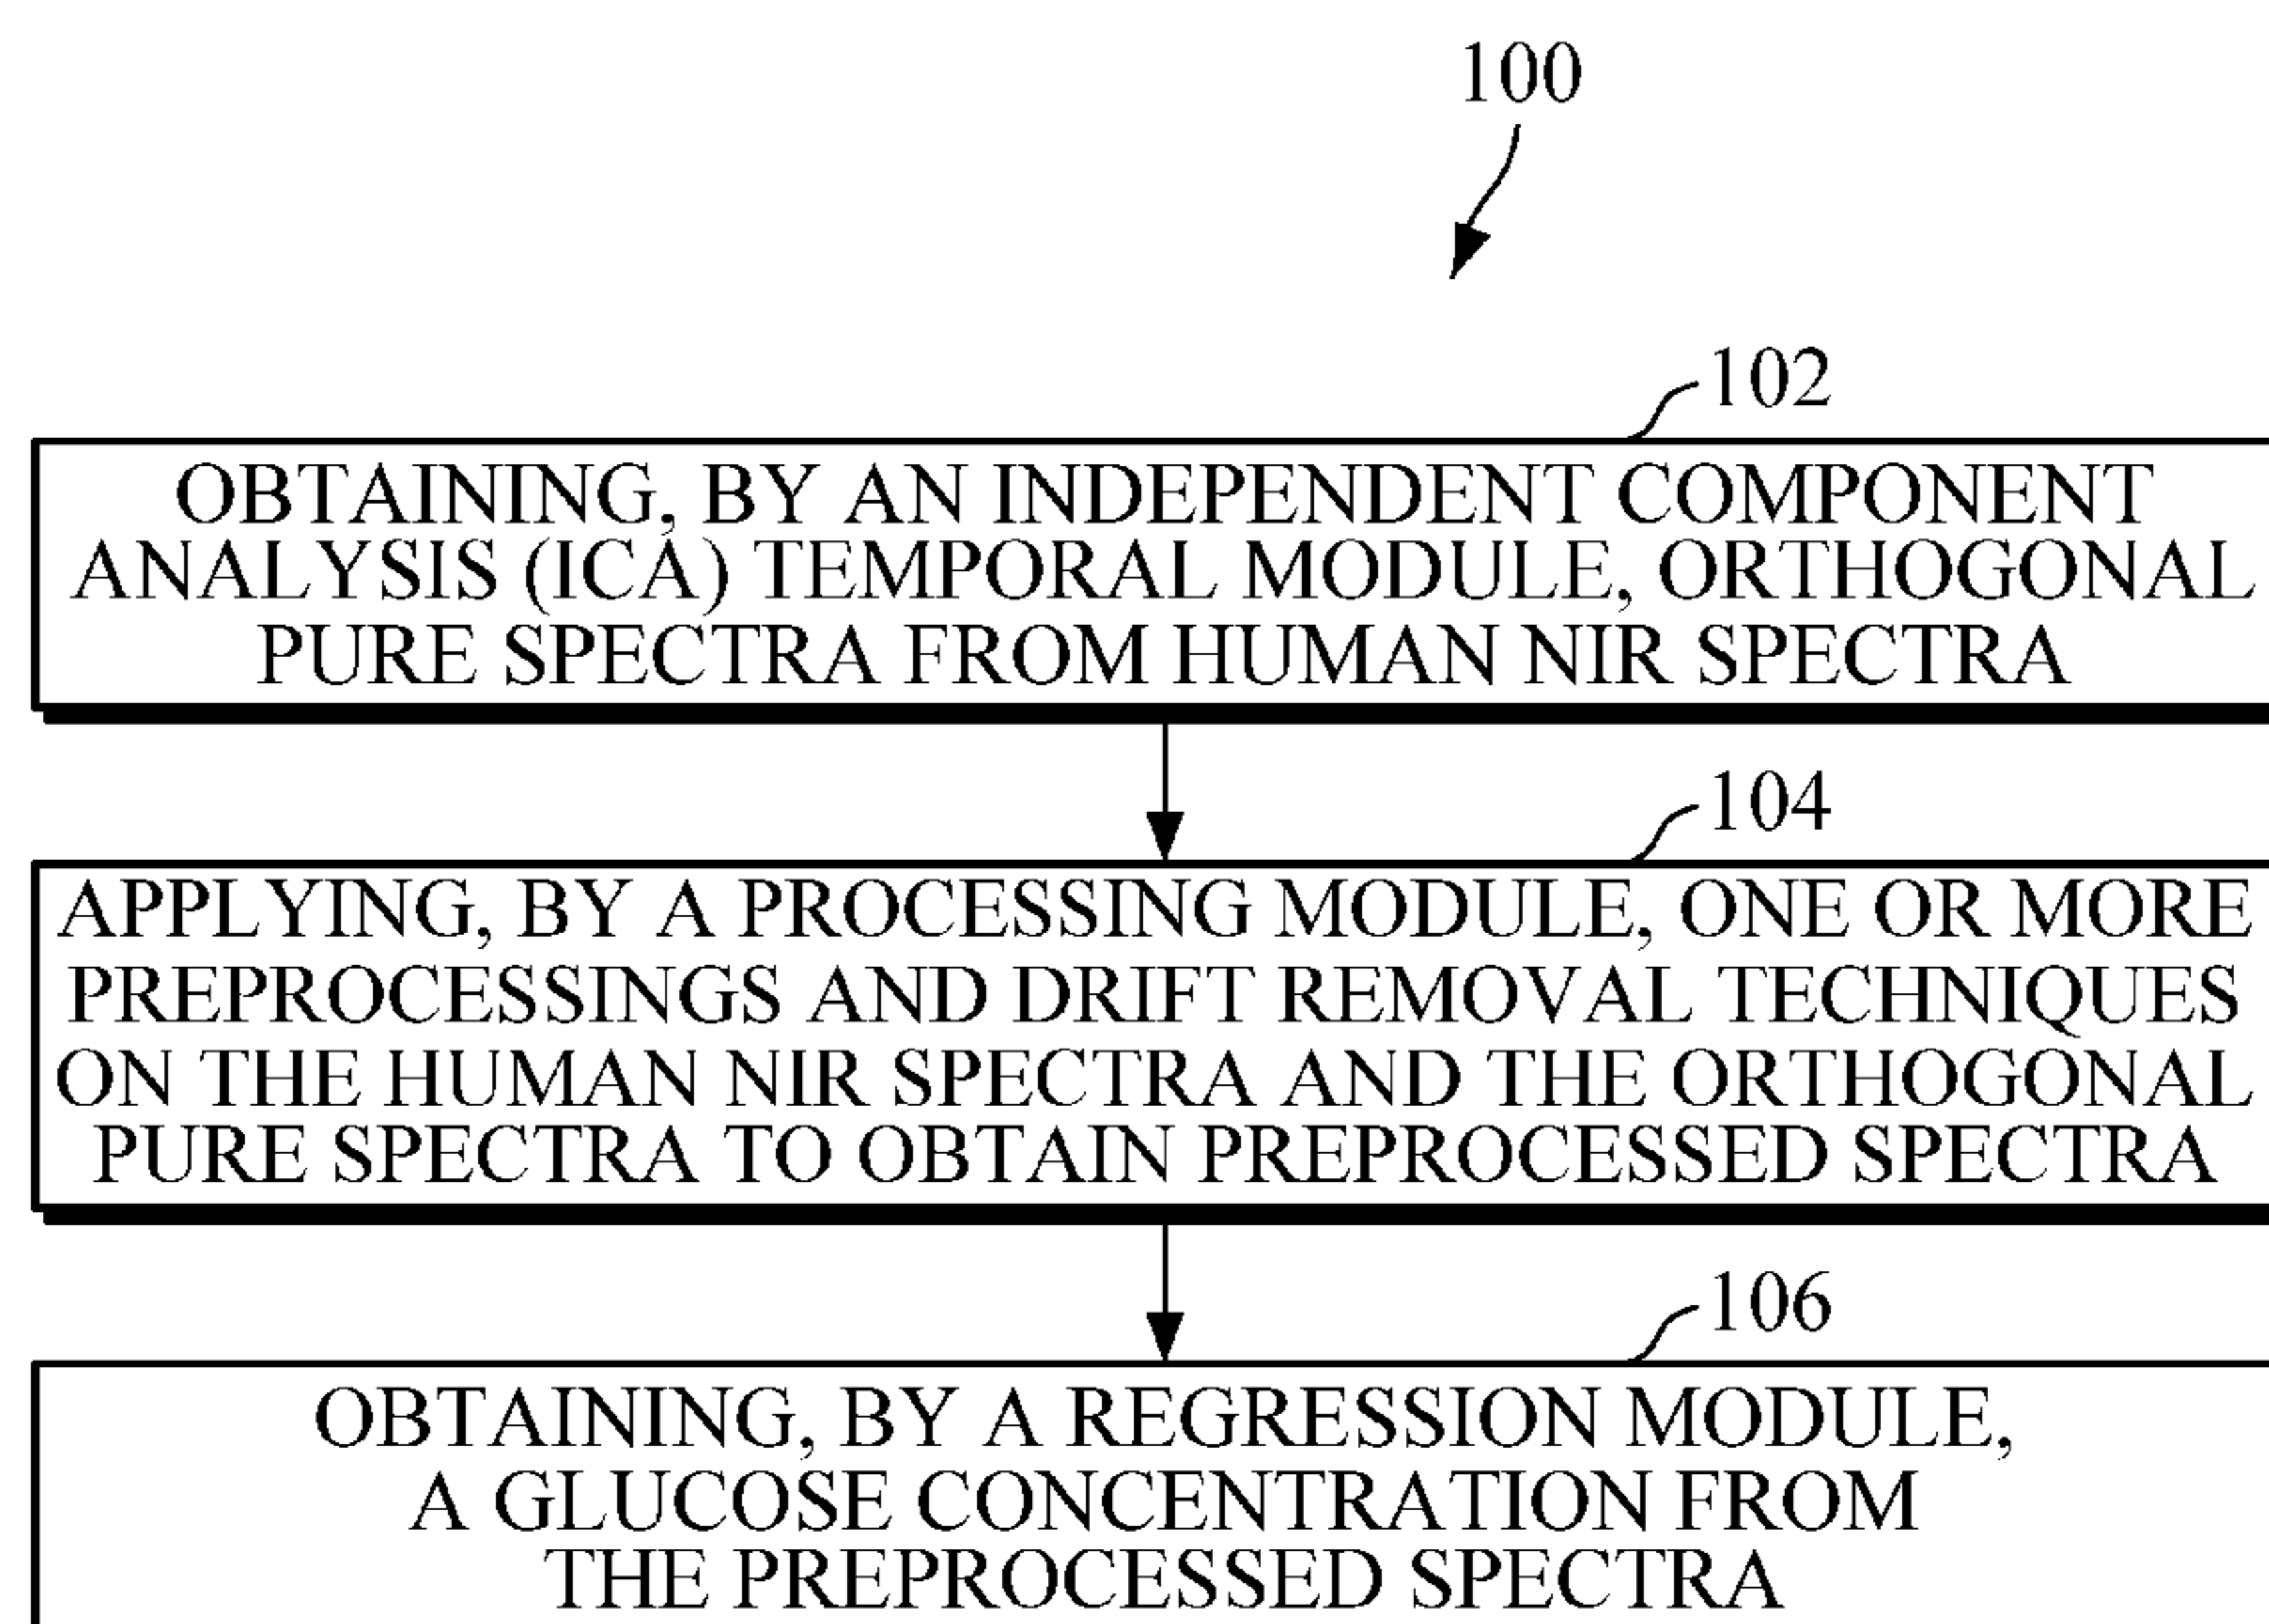 100
102
OBTAINING, BY AN INDEPENDENT COMPONENT
ANALYSIS (ICA) TEMPORAL MODULE, ORTHOGONAL
PURE SPECTRA FROM HUMAN NIR SPECTRA
104
APPLYING, BY A PROCESSING MODULE, ONE OR MORE
PREPROCESSINGS AND DRIFT REMOVAL TECHNIQUES
ON THE HUMAN NIR SPECTRA AND THE ORTHOGONAL
PURE SPECTRA TO OBTAIN PREPROCESSED SPECTRA
106
OBTAINING, BY A REGRESSION MODULE,
A GLUCOSE CONCENTRATION FROM
THE PREPROCESSED SPECTRA